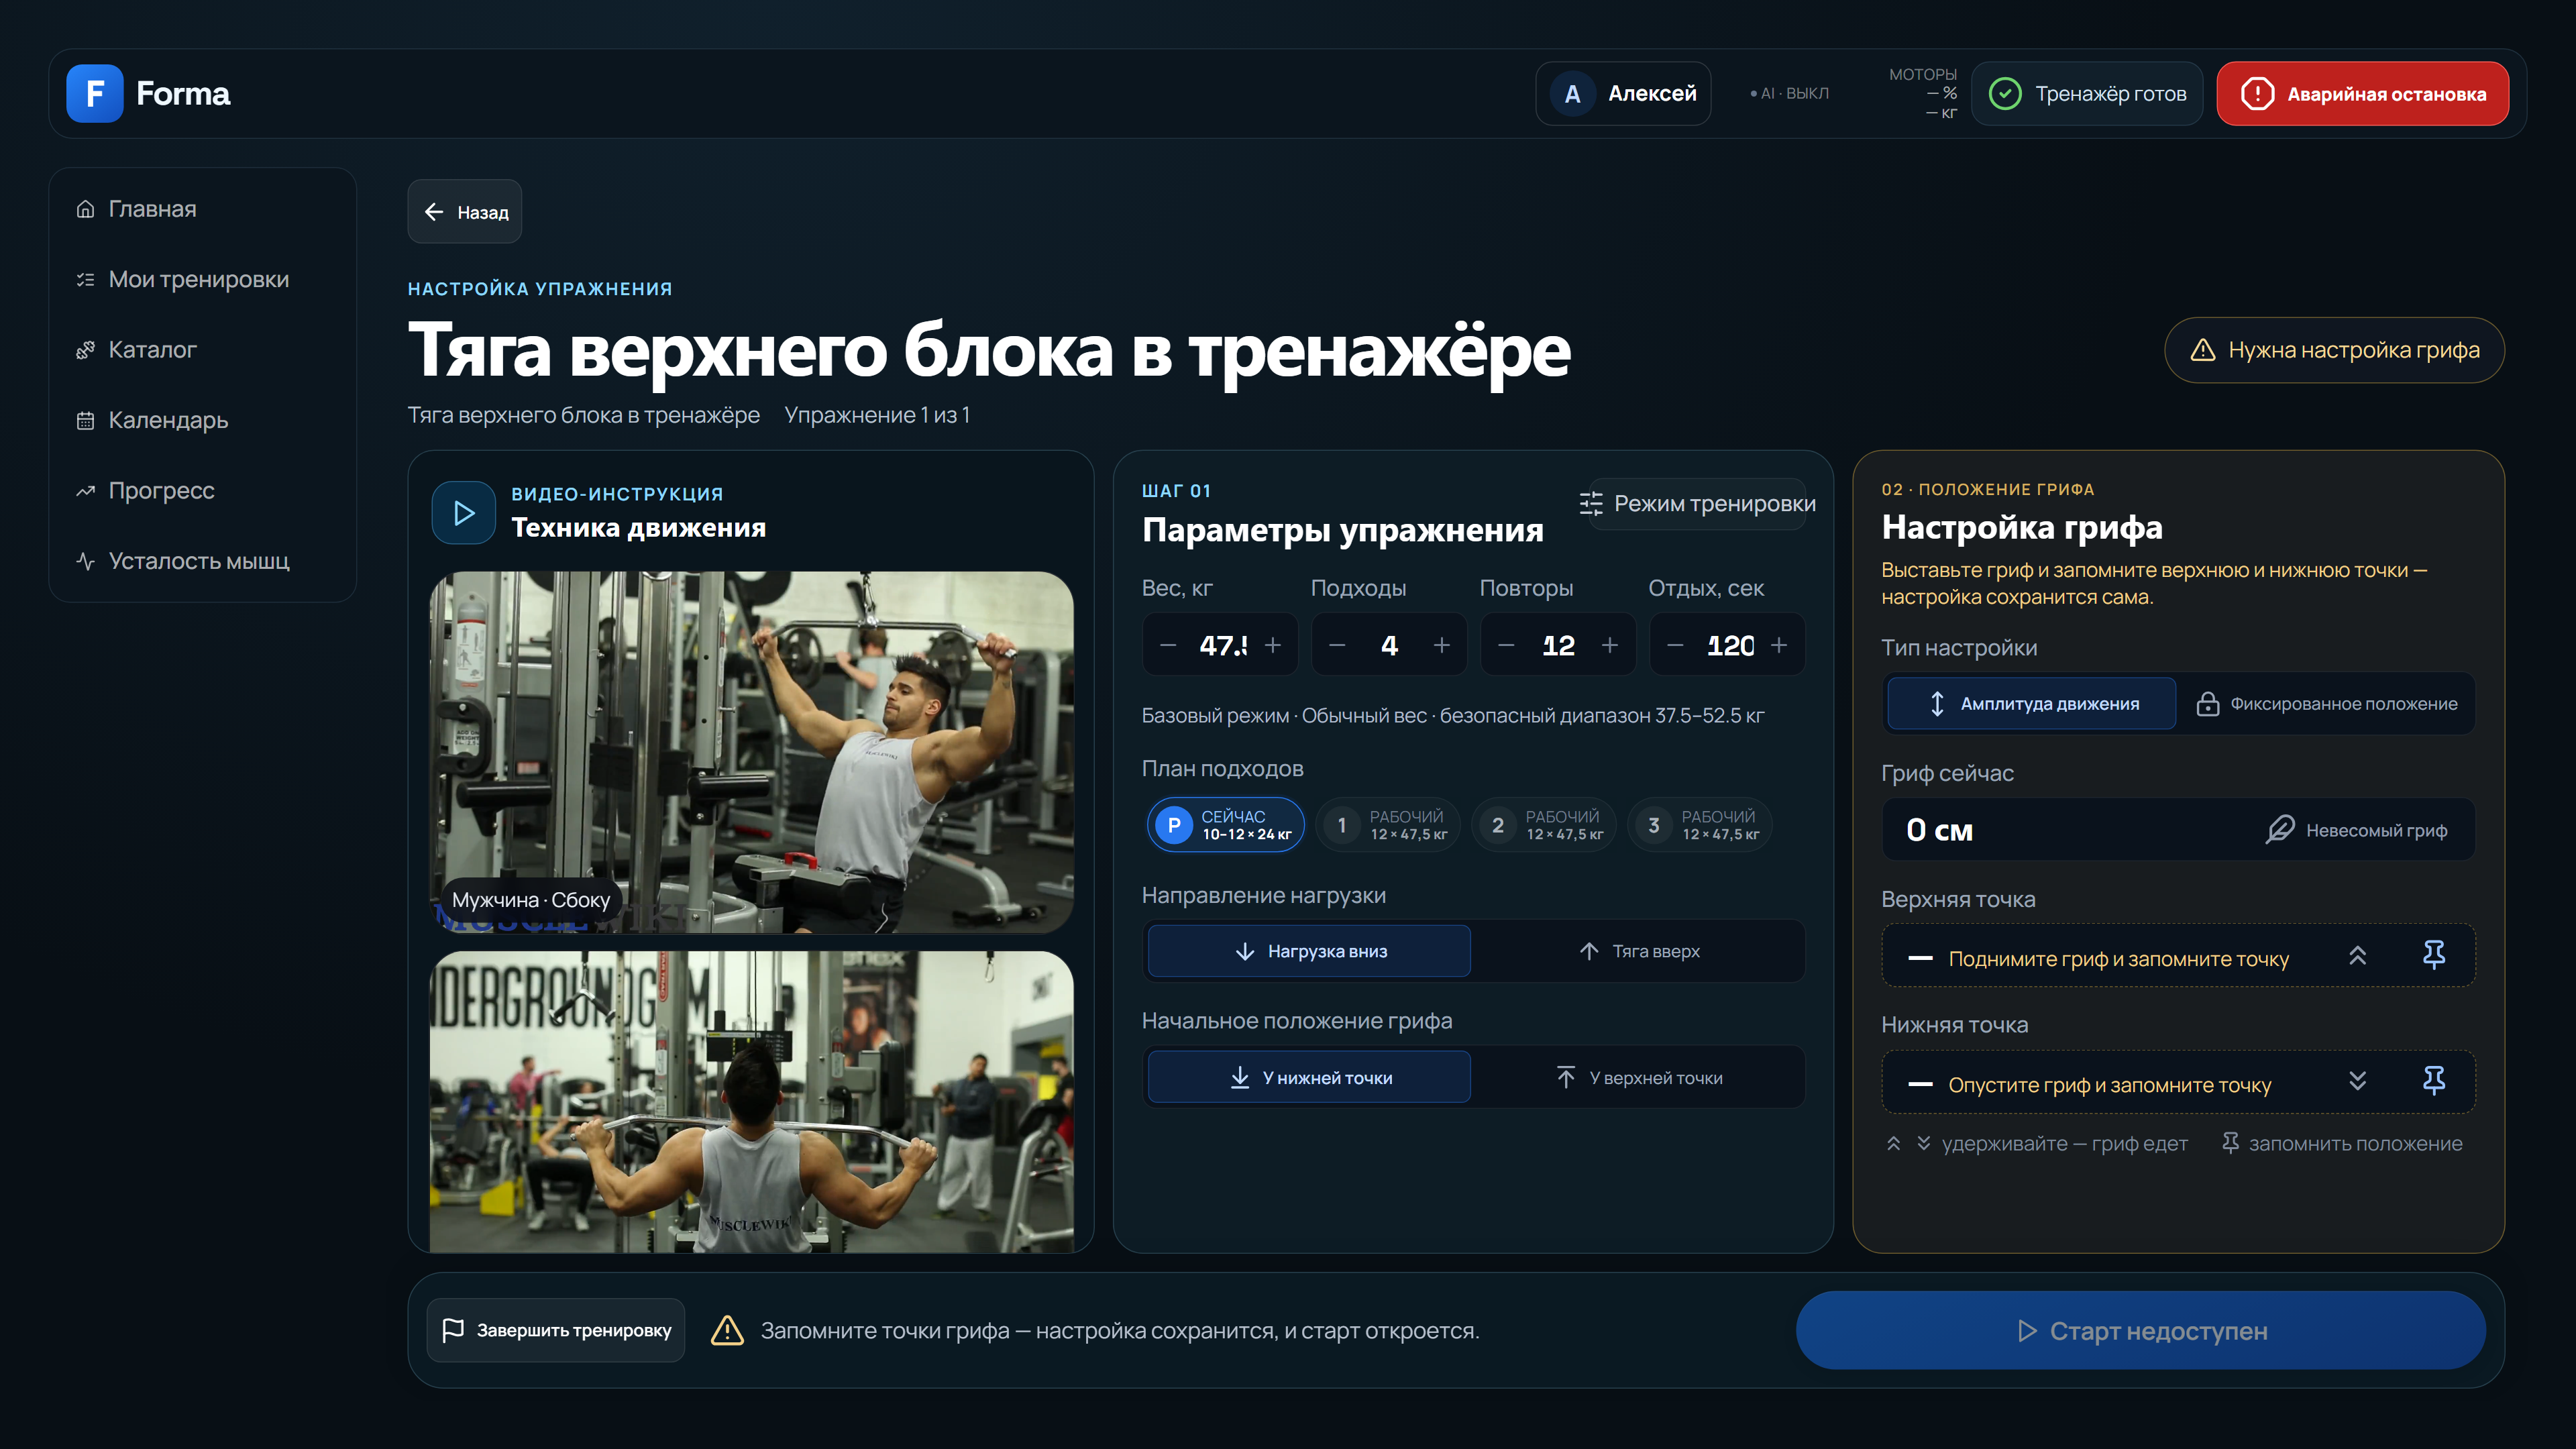 F Forma
А Алексей
AI · ВЫКЛ
МОТОРЫ
— %
— кг
Тренажёр готов
Аварийная остановка
Главная
Мои тренировки
Каталог
Календарь
Прогресс
Усталость мышц
Назад
НАСТРОЙКА УПРАЖНЕНИЯ
Тяга верхнего блока в тренажёре
Нужна настройка грифа
Тяга верхнего блока в тренажёре Упражнение 1 из 1
ВИДЕО-ИНСТРУКЦИЯ
Техника движения
MUSCLEWIKI
Мужчина · Сбоку
MUSCLEWIKI
MUSCLEWIKI
ШАГ 01
Параметры упражнения
Режим тренировки
Вес, кг Подходы Повторы Отдых, сек
− 47.5 + − 4 + − 12 + − 120 +
Базовый режим · Обычный вес · безопасный диапазон 37.5–52.5 кг
План подходов
Р СЕЙЧАС 10–12 × 24 кг
1 РАБОЧИЙ 12 × 47,5 кг
2 РАБОЧИЙ 12 × 47,5 кг
3 РАБОЧИЙ 12 × 47,5 кг
Направление нагрузки
Нагрузка вниз Тяга вверх
Начальное положение грифа
У нижней точки У верхней точки
02 · ПОЛОЖЕНИЕ ГРИФА
Настройка грифа
Выставьте гриф и запомните верхнюю и нижнюю точки —
настройка сохранится сама.
Тип настройки
Амплитуда движения Фиксированное положение
Гриф сейчас
0 см Невесомый гриф
Верхняя точка
— Поднимите гриф и запомните точку
Нижняя точка
— Опустите гриф и запомните точку
удерживайте — гриф едет запомнить положение
Завершить тренировку
Запомните точки грифа — настройка сохранится, и старт откроется.
Старт недоступен